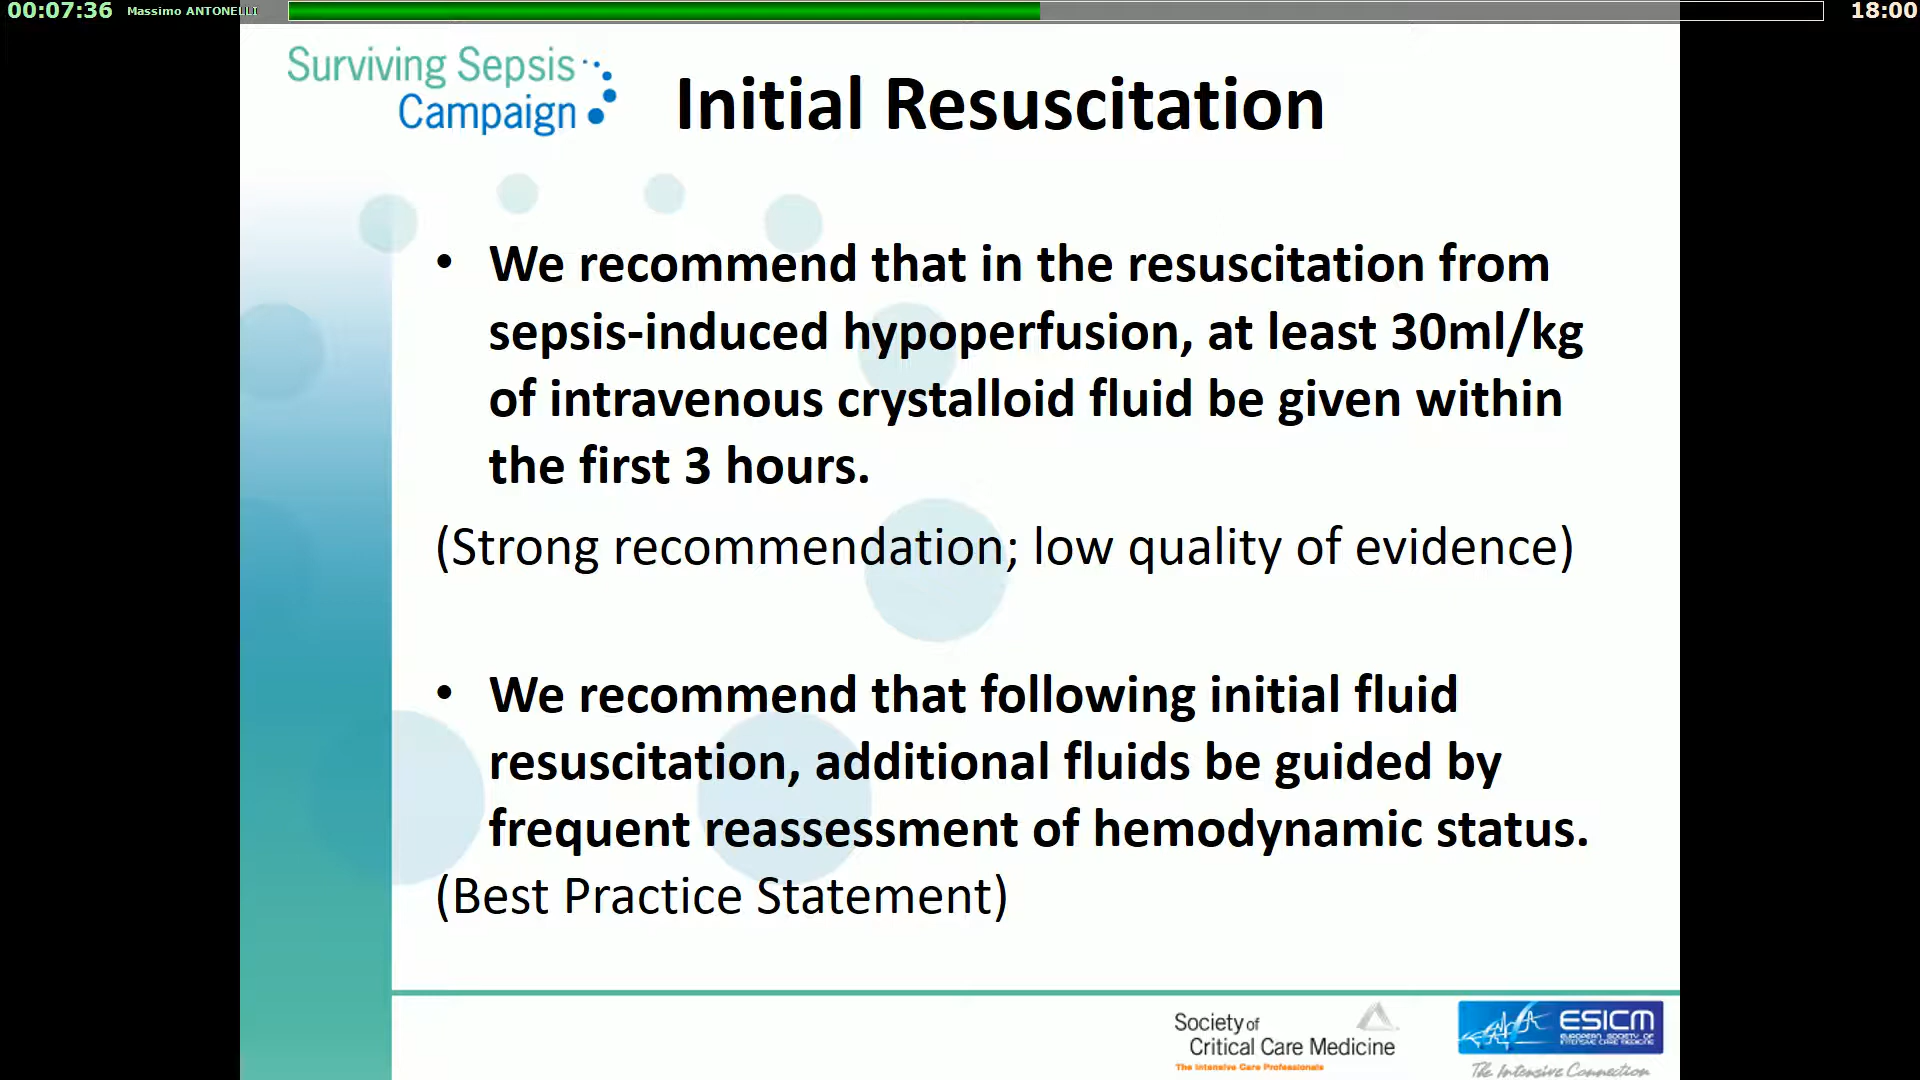 00:07:36 Massimo ANTONELLI 18:00
Surviving Sepsis
Campaign
Initial Resuscitation
• We recommend that in the resuscitation from
sepsis-induced hypoperfusion, at least 30ml/kg
of intravenous crystalloid fluid be given within
the first 3 hours.
(Strong recommendation; low quality of evidence)
• We recommend that following initial fluid
resuscitation, additional fluids be guided by
frequent reassessment of hemodynamic status.
(Best Practice Statement)
Society of
Critical Care Medicine
The Intensive Care Professionals
ESICM
EUROPEAN SOCIETY OF
INTENSIVE CARE MEDICINE
The Intensive Connection